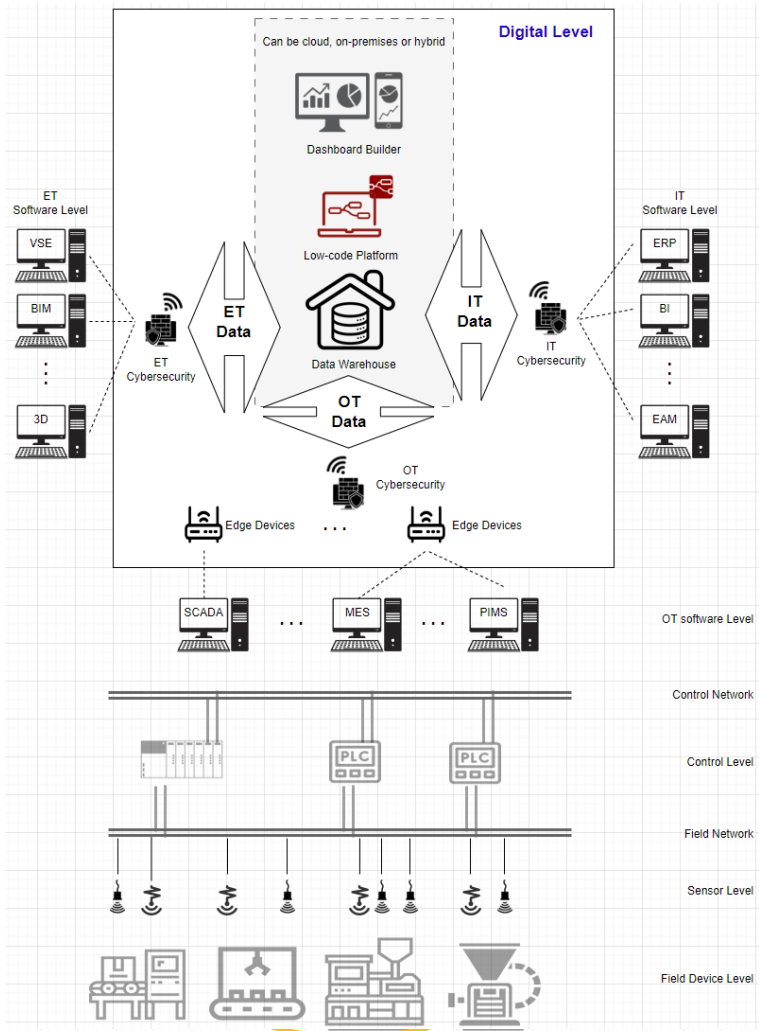 Digital Level
Can be cloud, on-premises or hybrid
Dashboard Builder
Low-code Platform
Data Warehouse
ET
Software Level
VSE
BIM
3D
ET
Cybersecurity
ET
Data
IT
Data
IT
Cybersecurity
IT
Software Level
ERP
BI
EAM
OT
Data
OT
Cybersecurity
Edge Devices
...
Edge Devices
SCADA
...
MES
...
PIMS
OT software Level
Control Network
PLC
PLC
Control Level
Field Network
Sensor Level
Field Device Level